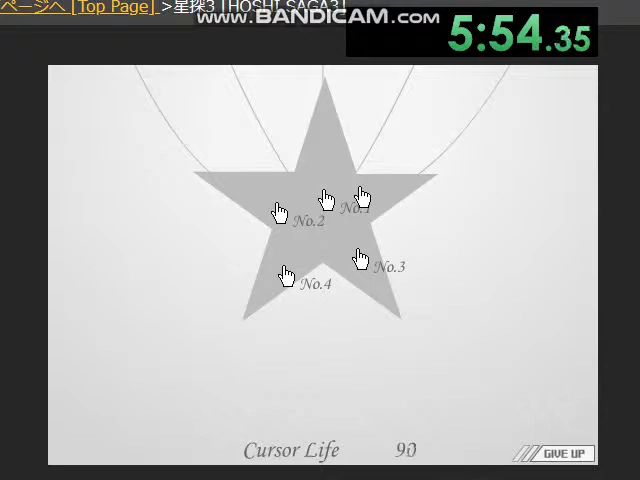 ページへ [Top Page] >星探3 [HOSHI SAGA3]
www.BANDICAM.com
5:54.35
No.1
No.2
No.3
No.4
Cursor Life 90
GIVE UP